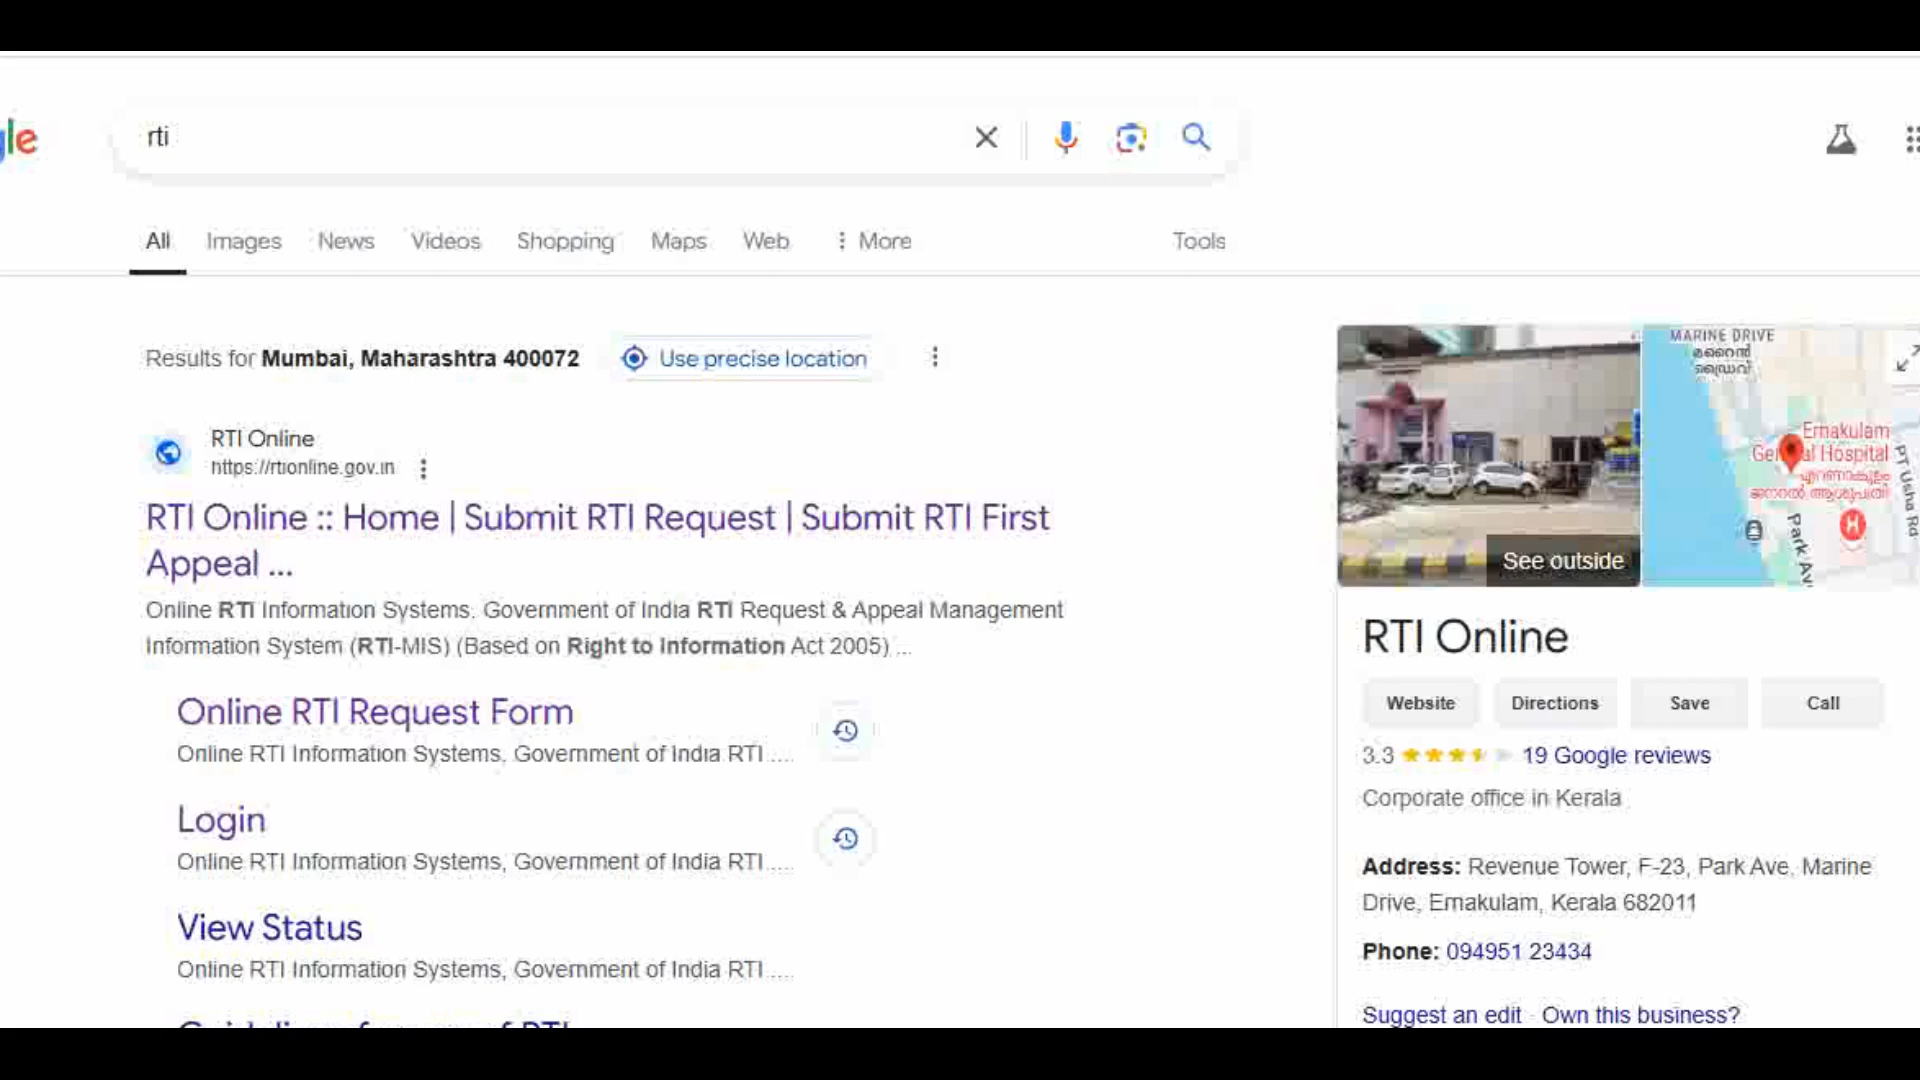 gle
rti
All Images News Videos Shopping Maps Web More Tools
Results for Mumbai, Maharashtra 400072 Use precise location
RTI Online
https://rtionline.gov.in
RTI Online :: Home | Submit RTI Request | Submit RTI First
Appeal ...
Online RTI Information Systems. Government of India RTI Request & Appeal Management
Information System (RTI-MIS) (Based on Right to Information Act 2005) ...
Online RTI Request Form
Online RTI Information Systems, Government of India RTI .....
Login
Online RTI Information Systems, Government of India RTI .....
View Status
Online RTI Information Systems, Government of India RTI .....
See outside
MARINE DRIVE
മറൈൻ
ഡ്രൈവ്
Ernakulam
General Hospital
എറണാകുളം
ജനറൽ ആശുപത്രി
PT Usha Rd
Park Av
H
RTI Online
Website Directions Save Call
3.3 19 Google reviews
Corporate office in Kerala
Address: Revenue Tower, F-23, Park Ave, Marine
Drive, Ernakulam, Kerala 682011
Phone: 094951 23434
Suggest an edit · Own this business?